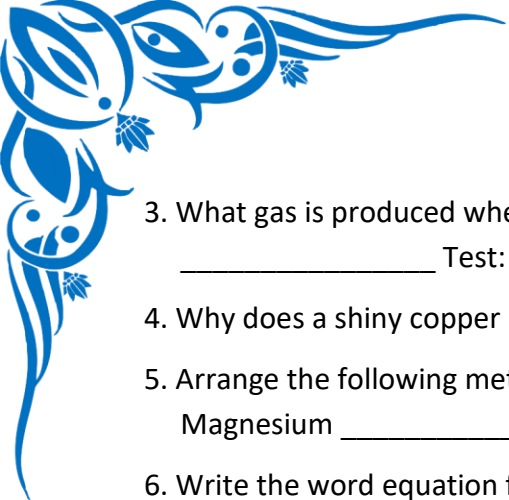 3. What gas is produced whe
________________ Test:
4. Why does a shiny copper
5. Arrange the following met
Magnesium ___________
6. Write the word equation f